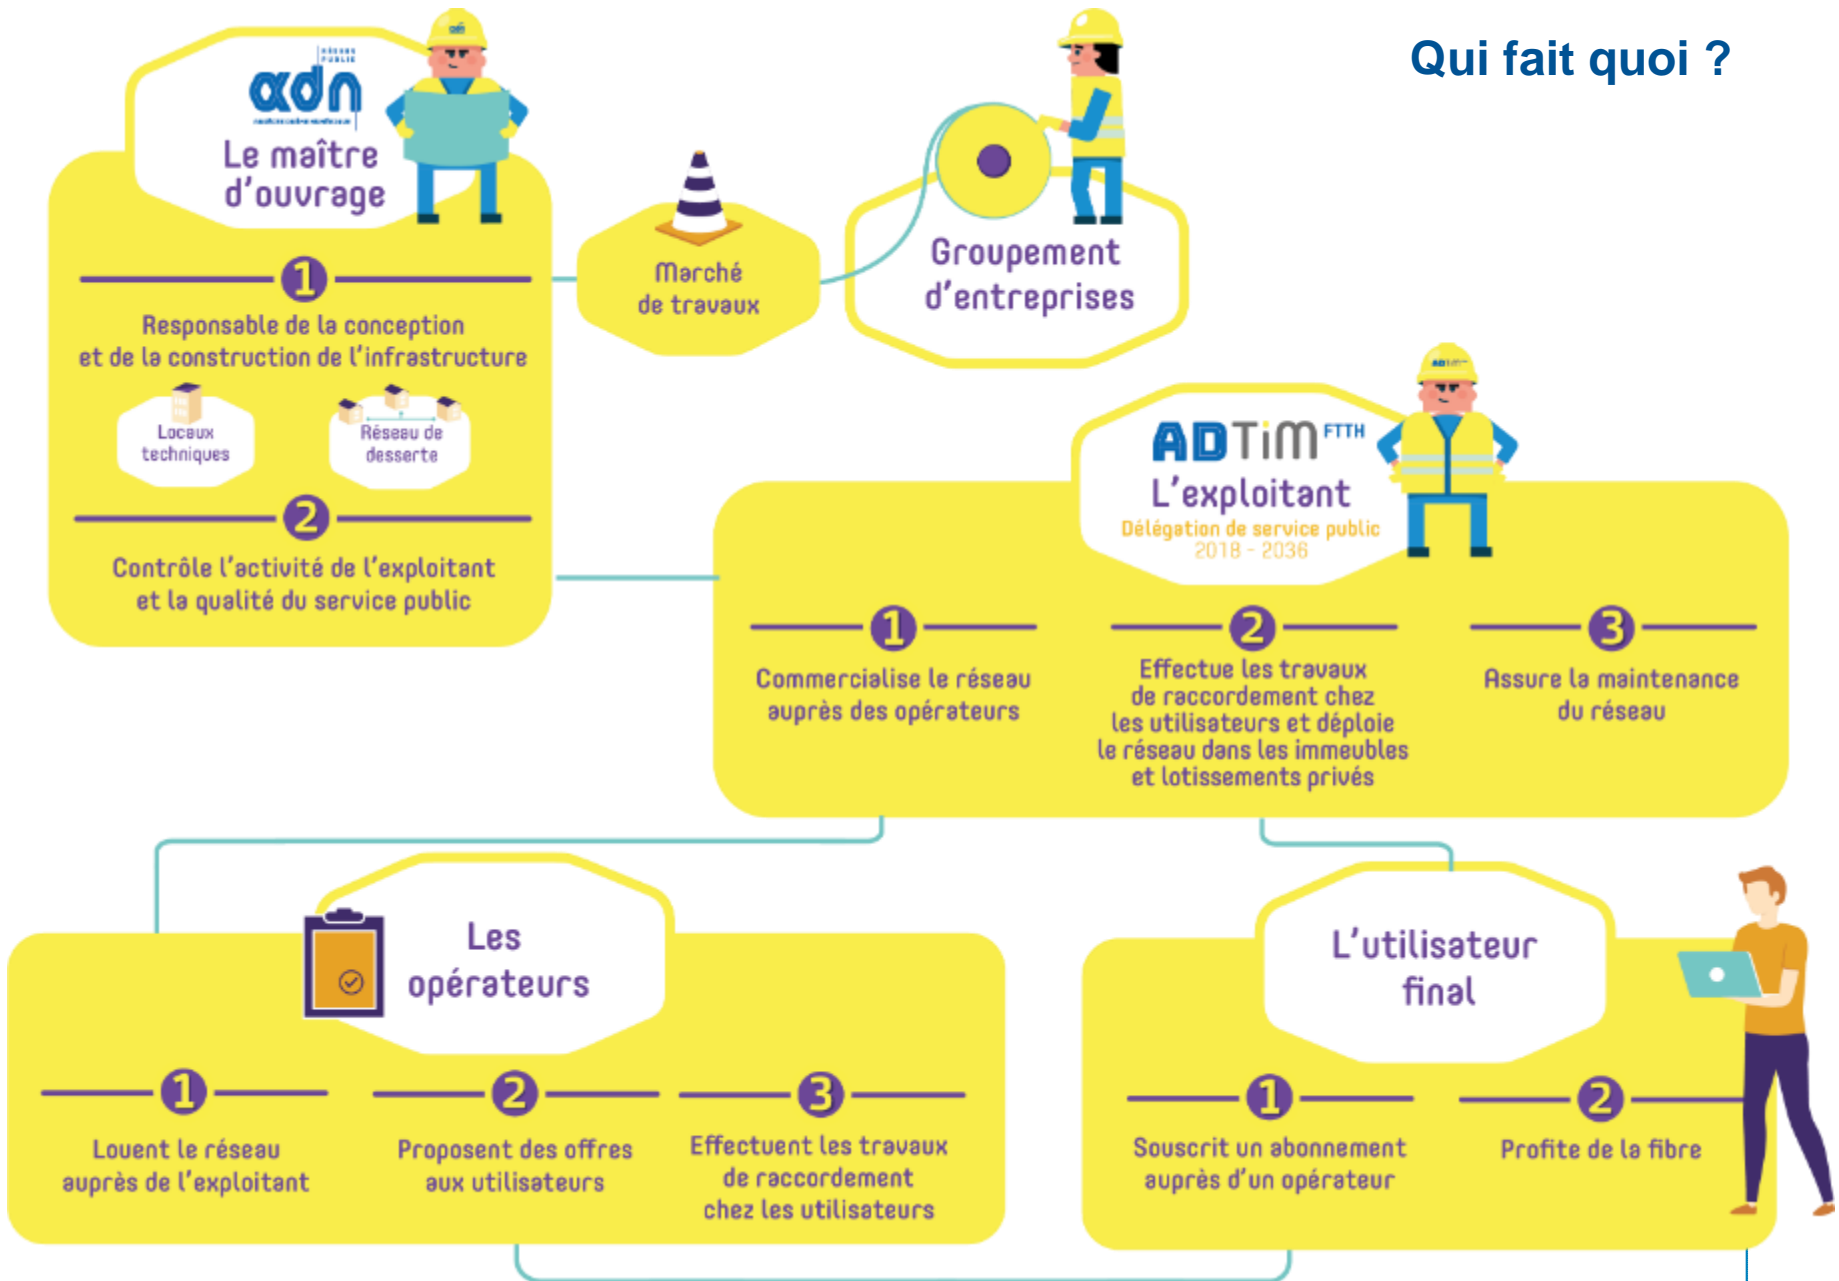 Qui fait quoi ?
RÉSEAU
PUBLIC
adn
Le maître
d'ouvrage
1
Responsable de la conception
et de la construction de l'infrastructure
Locaux
techniques
Réseau de
desserte
2
Contrôle l'activité de l'exploitant
et la qualité du service public
Marché
de travaux
Groupement
d'entreprises
ADTiM FTTH
L'exploitant
Délégation de service public
2018 - 2036
1
Commercialise le réseau
auprès des opérateurs
2
Effectue les travaux
de raccordement chez
les utilisateurs et déploie
le réseau dans les immeubles
et lotissements privés
3
Assure la maintenance
du réseau
Les
opérateurs
1
Louent le réseau
auprès de l'exploitant
2
Proposent des offres
aux utilisateurs
3
Effectuent les travaux
de raccordement
chez les utilisateurs
L'utilisateur
final
1
Souscrit un abonnement
auprès d'un opérateur
2
Profite de la fibre